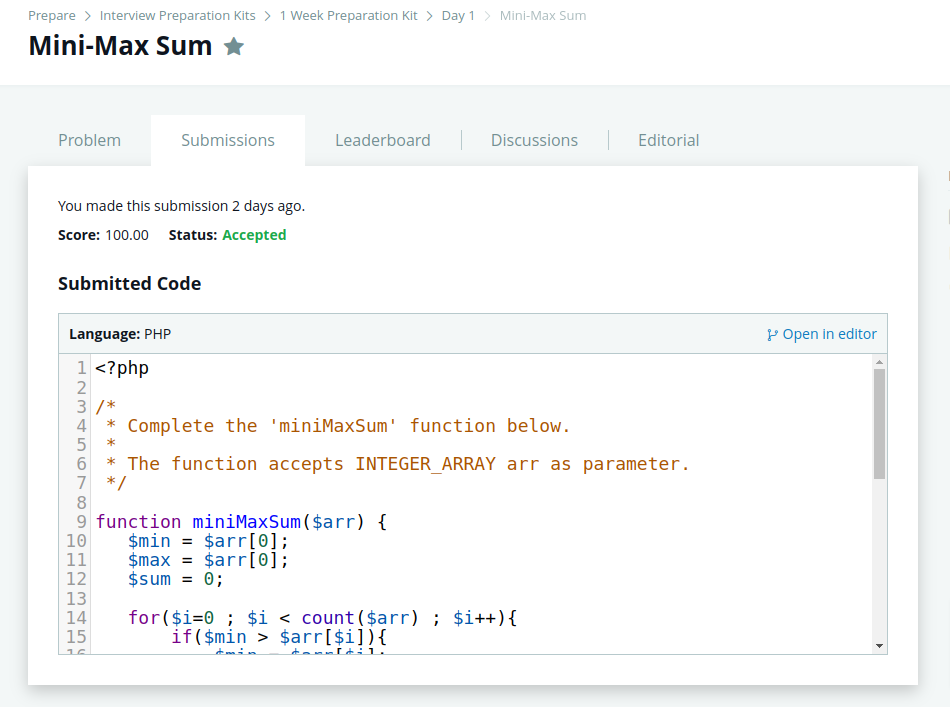 Prepare > Interview Preparation Kits > 1 Week Preparation Kit > Day 1 > Mini-Max Sum
Mini-Max Sum
Problem Submissions Leaderboard Discussions Editorial
You made this submission 2 days ago.
Score: 100.00 Status: Accepted
Submitted Code
Language: PHP Open in editor
1 <?php
2
3 /*
4  * Complete the 'miniMaxSum' function below.
5  *
6  * The function accepts INTEGER_ARRAY arr as parameter.
7  */
8
9 function miniMaxSum($arr) {
10    $min = $arr[0];
11    $max = $arr[0];
12    $sum = 0;
13
14    for($i=0 ; $i < count($arr) ; $i++){
15        if($min > $arr[$i]){
16            $min = $arr[$i];